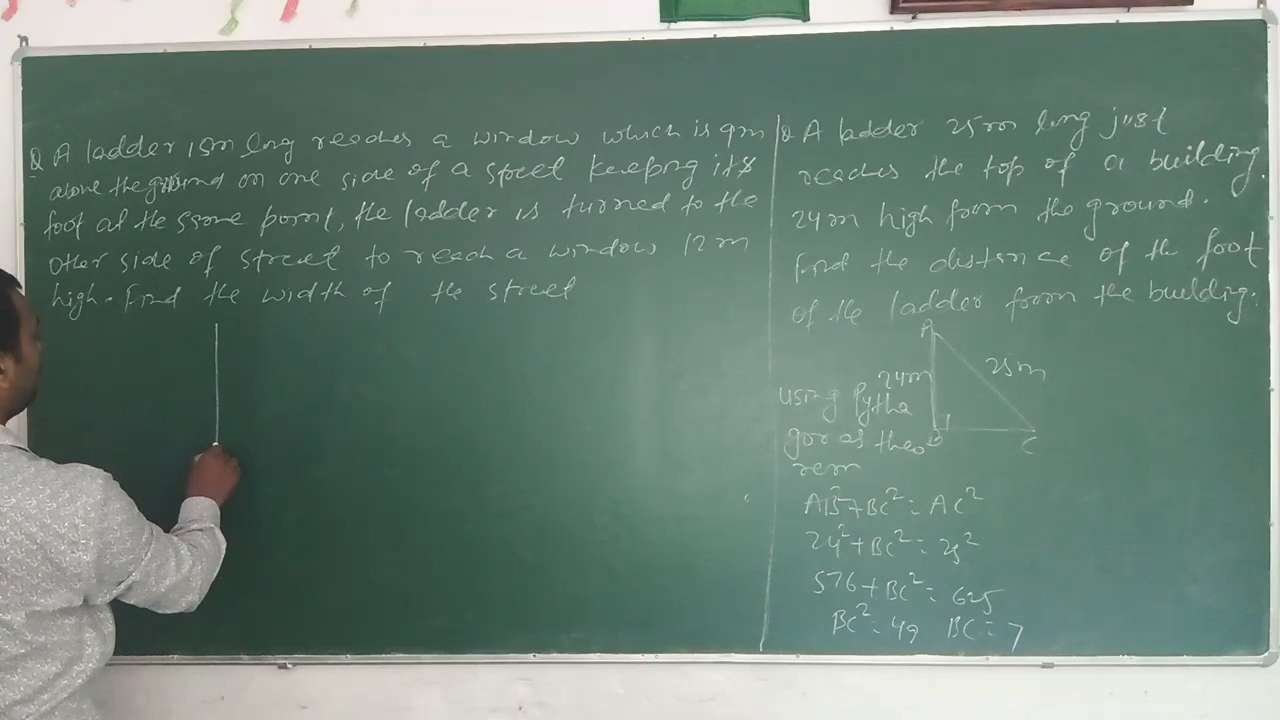 Q A ladder 15m long reaches a window which is 9m
above the ground on one side of a street keeping its
foot at the same point, the ladder is turned to the
other side of street to reach a window 12m
high. Find the width of the street
Q A ladder 25m long just
reaches the top of a building
24m high from the ground.
Find the distance of the foot
of the ladder from the building.
A
24m
25m
B
C
using Pytha
goras theo
rem
AB²+BC²=AC²
24²+BC²=25²
576+BC²=625
BC²=49 BC=7